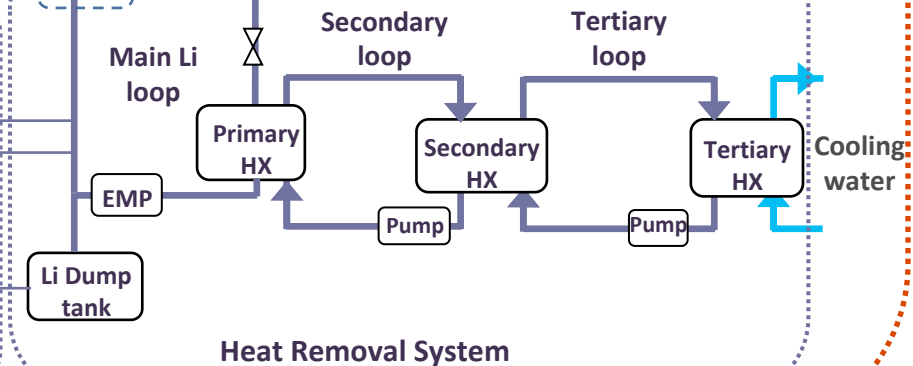 Secondary
loop
Tertiary
loop
Main Li
loop
Primary
HX
Secondary
HX
Tertiary
HX
Cooling
water
EMP
Pump
Pump
Li Dump
tank
Heat Removal System